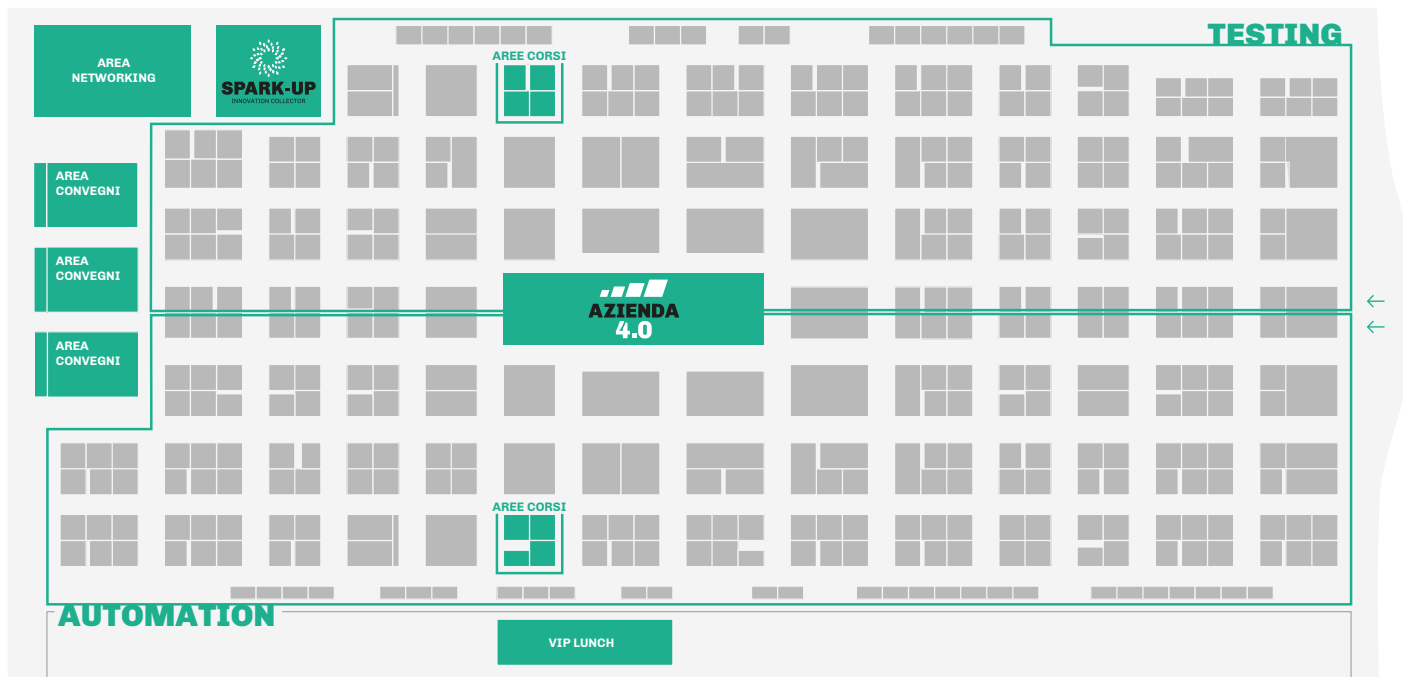 TESTING
AREA
NETWORKING
SPARK-UP
INNOVATION COLLECTOR
AREE CORSI
AREA
CONVEGNI
AREA
CONVEGNI
AREA
CONVEGNI
AZIENDA
4.0
AREE CORSI
AUTOMATION
VIP LUNCH